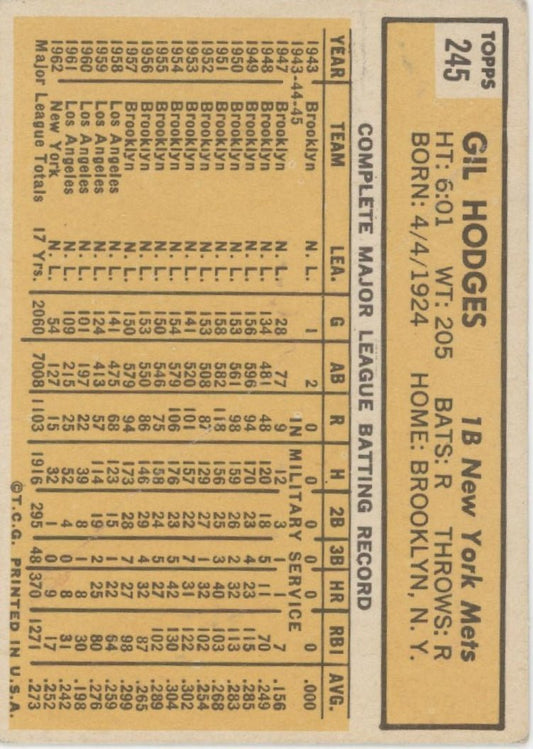 TOPPS
245
GIL HODGES 1B New York Mets
HT: 6:01 WT: 205 BATS: R THROWS: R
BORN: 4/4/1924 HOME: BROOKLYN, N. Y.
COMPLETE MAJOR LEAGUE BATTING RECORD
YEAR TEAM LEA. G AB R H 2B 3B HR RBI AVG.
1943 Brooklyn N. L. 1 2 0 0 0 0 0 0 .000
1943-44-45 IN MILITARY SERVICE
1947 Brooklyn N. L. 28 77 9 12 3 1 1 7 .156
1948 Brooklyn N. L. 134 481 48 120 18 5 11 70 .249
1949 Brooklyn N. L. 156 596 94 170 23 4 23 115 .285
1950 Brooklyn N. L. 153 561 98 159 26 2 32 113 .283
1951 Brooklyn N. L. 158 582 118 156 25 3 40 103 .268
1952 Brooklyn N. L. 153 508 87 129 27 1 32 102 .254
1953 Brooklyn N. L. 141 520 101 157 22 7 31 122 .302
1954 Brooklyn N. L. 154 579 106 176 23 5 42 130 .304
1955 Brooklyn N. L. 150 546 75 158 24 5 27 102 .289
1956 Brooklyn N. L. 153 550 86 146 29 4 32 87 .265
1957 Brooklyn N. L. 150 579 94 173 28 7 27 98 .299
1958 Los Angeles N. L. 141 475 68 123 15 1 22 64 .259
1959 Los Angeles N. L. 124 413 57 114 19 2 25 80 .276
1960 Los Angeles N. L. 101 197 22 39 8 1 8 30 .198
1961 Los Angeles N. L. 109 215 25 52 4 0 8 31 .242
1962 New York N. L. 54 127 15 32 1 0 9 17 .252
Major League Totals 17 Yrs. 2060 7008 1103 1916 295 48 370 1271 .273
©T.C.G. PRINTED IN U.S.A.